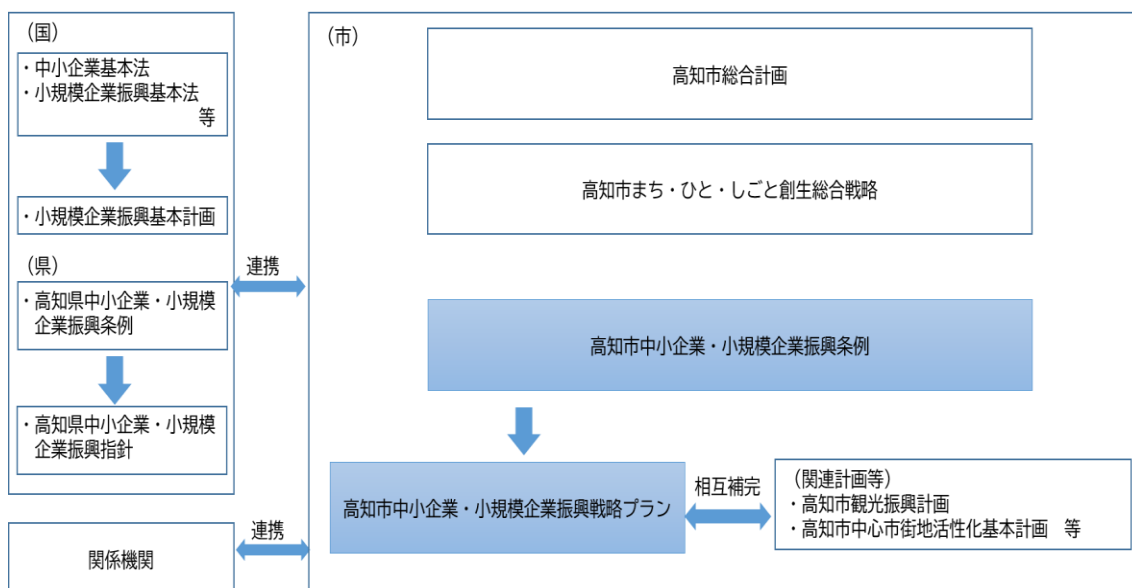 (国)
・中小企業基本法
・小規模企業振興基本法
等
・小規模企業振興基本計画
(県)
・高知県中小企業・小規模
企業振興条例
・高知県中小企業・小規模
企業振興指針
関係機関
連携
連携
(市)
高知市総合計画
高知市まち・ひと・しごと創生総合戦略
高知市中小企業・小規模企業振興条例
高知市中小企業・小規模企業振興戦略プラン
相互補完
(関連計画等)
・高知市観光振興計画
・高知市中心市街地活性化基本計画 等